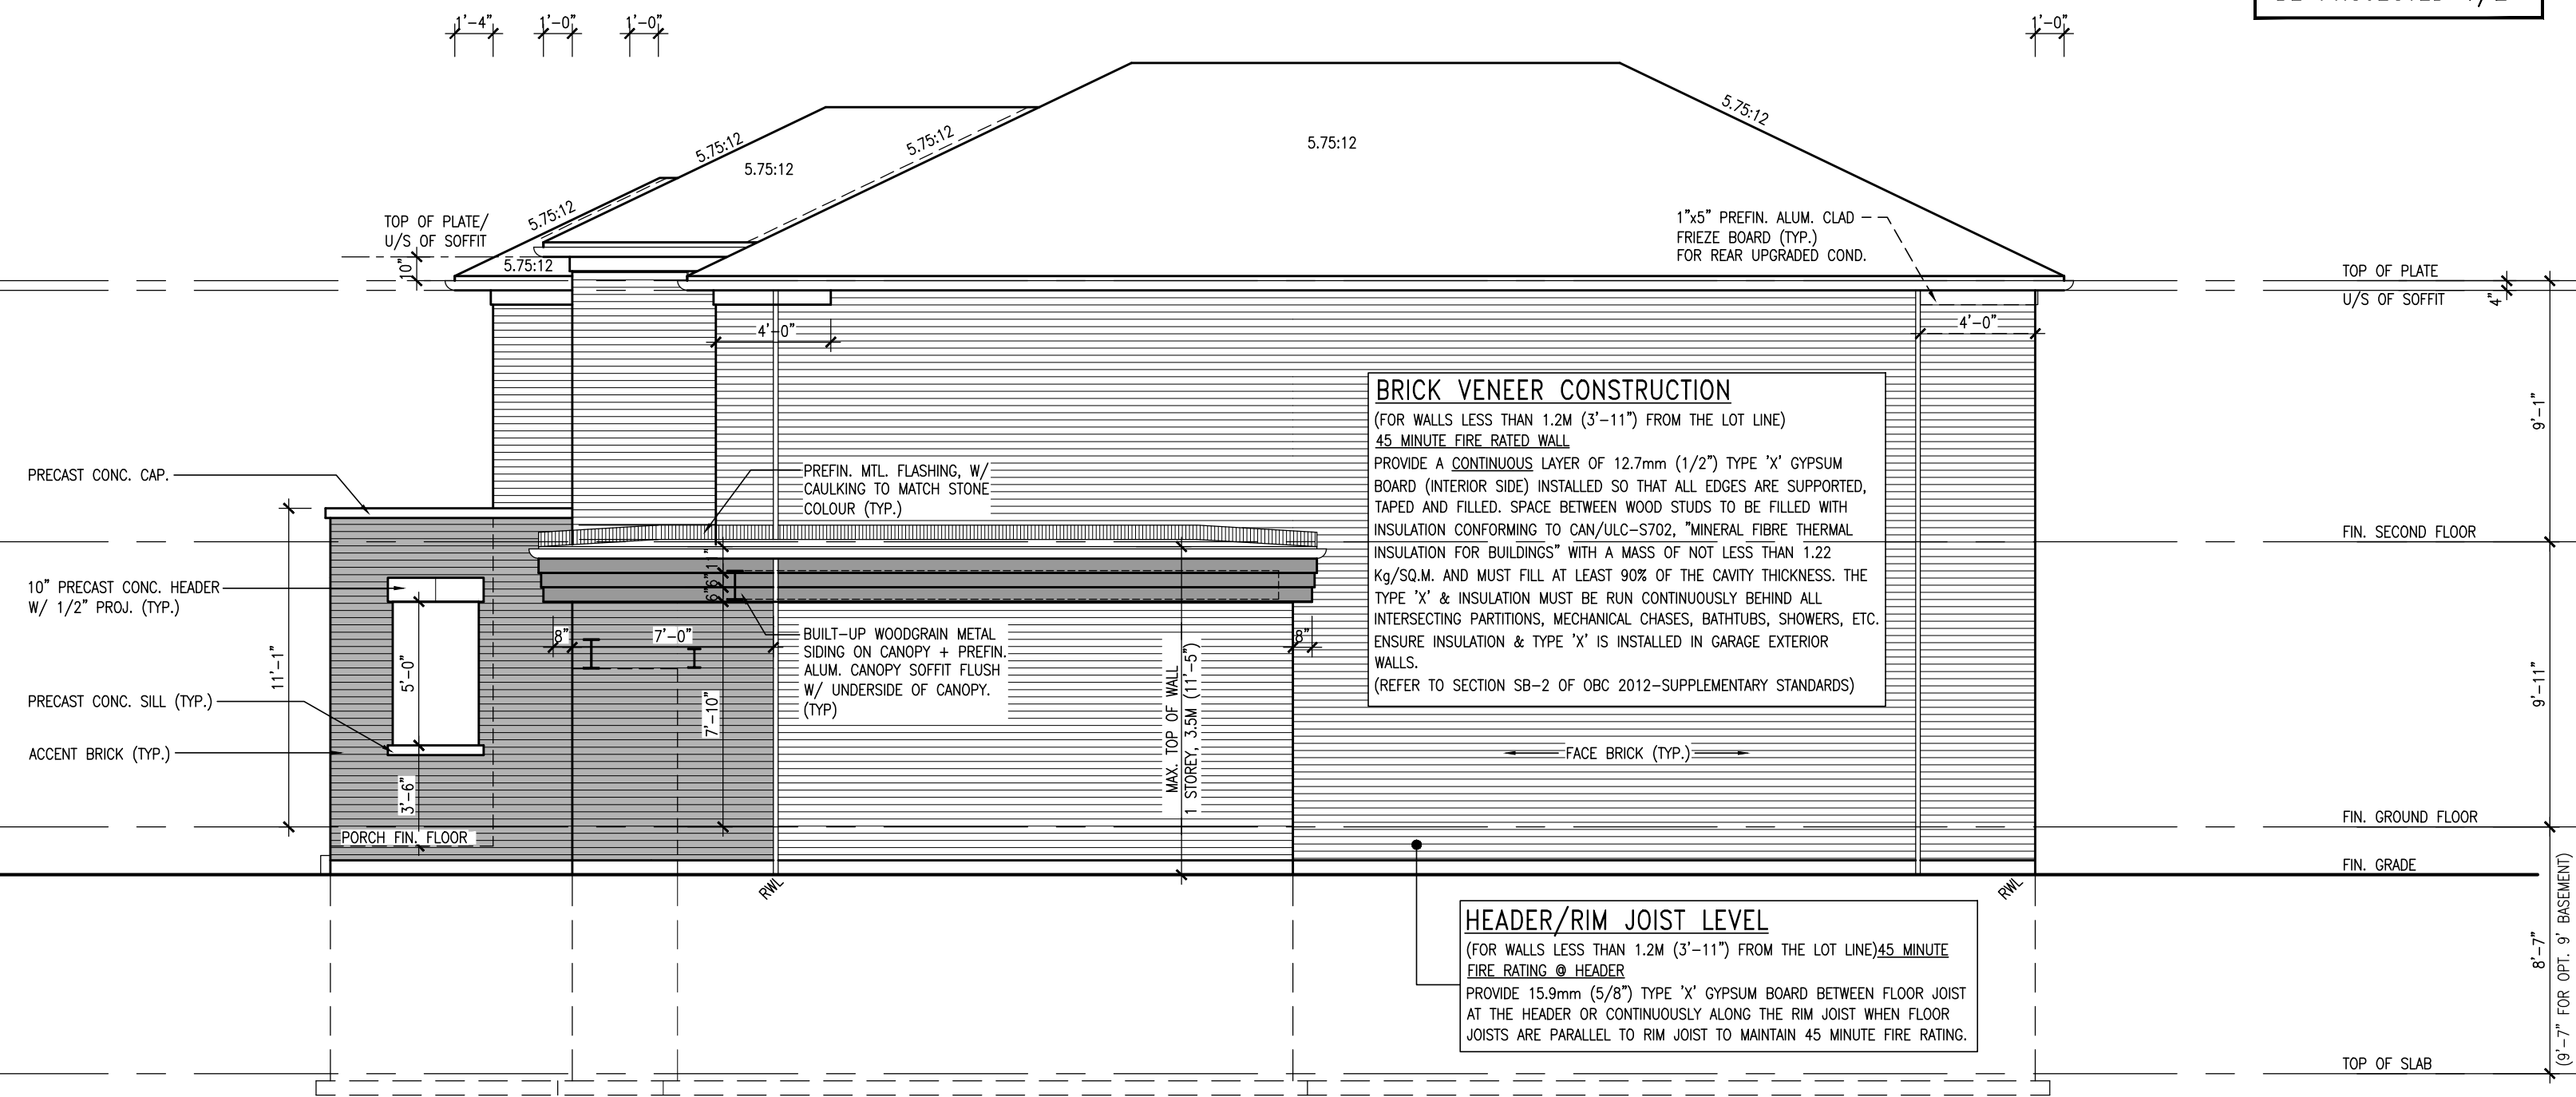 1'-4"
1'-0"
1'-0"
1'-0"
5.75:12
5.75:12
5.75:12
5.75:12
5.75:12
5.75:12
5.75:12
TOP OF PLATE/
U/S OF SOFFIT
10"
1"x5" PREFIN. ALUM. CLAD
FRIEZE BOARD (TYP.)
FOR REAR UPGRADED COND.
TOP OF PLATE
U/S OF SOFFIT
4"
4'-0"
4'-0"
9'-1"
BRICK VENEER CONSTRUCTION
(FOR WALLS LESS THAN 1.2M (3'-11") FROM THE LOT LINE)
45 MINUTE FIRE RATED WALL
PROVIDE A CONTINUOUS LAYER OF 12.7mm (1/2") TYPE 'X' GYPSUM
BOARD (INTERIOR SIDE) INSTALLED SO THAT ALL EDGES ARE SUPPORTED,
TAPED AND FILLED. SPACE BETWEEN WOOD STUDS TO BE FILLED WITH
INSULATION CONFORMING TO CAN/ULC-S702, "MINERAL FIBRE THERMAL
INSULATION FOR BUILDINGS" WITH A MASS OF NOT LESS THAN 1.22
Kg/SQ.M. AND MUST FILL AT LEAST 90% OF THE CAVITY THICKNESS. THE
TYPE 'X' & INSULATION MUST BE RUN CONTINUOUSLY BEHIND ALL
INTERSECTING PARTITIONS, MECHANICAL CHASES, BATHTUBS, SHOWERS, ETC.
ENSURE INSULATION & TYPE 'X' IS INSTALLED IN GARAGE EXTERIOR
WALLS.
(REFER TO SECTION SB-2 OF OBC 2012-SUPPLEMENTARY STANDARDS)
PRECAST CONC. CAP.
PREFIN. MTL. FLASHING, W/
CAULKING TO MATCH STONE
COLOUR (TYP.)
FIN. SECOND FLOOR
10" PRECAST CONC. HEADER
W/ 1/2" PROJ. (TYP.)
11"
6"
6"
8"
7'-0"
8"
BUILT-UP WOODGRAIN METAL
SIDING ON CANOPY + PREFIN.
ALUM. CANOPY SOFFIT FLUSH
W/ UNDERSIDE OF CANOPY.
(TYP)
11'-1"
5'-0"
7'-10"
MAX. TOP OF WALL
1 STOREY, 3.5M (11'-5")
9'-11"
PRECAST CONC. SILL (TYP.)
ACCENT BRICK (TYP.)
FACE BRICK (TYP.)
3'-6"
PORCH FIN. FLOOR
FIN. GROUND FLOOR
FIN. GRADE
RWL
RWL
HEADER/RIM JOIST LEVEL
(FOR WALLS LESS THAN 1.2M (3'-11") FROM THE LOT LINE)45 MINUTE
FIRE RATING @ HEADER
PROVIDE 15.9mm (5/8") TYPE 'X' GYPSUM BOARD BETWEEN FLOOR JOIST
AT THE HEADER OR CONTINUOUSLY ALONG THE RIM JOIST WHEN FLOOR
JOISTS ARE PARALLEL TO RIM JOIST TO MAINTAIN 45 MINUTE FIRE RATING.
8'-7"
(9'-7" FOR OPT. 9' BASEMENT)
TOP OF SLAB